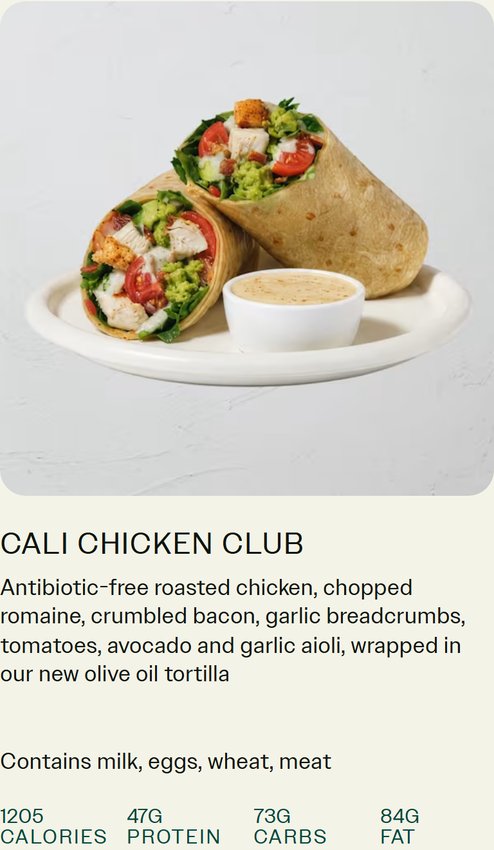 CALI CHICKEN CLUB
Antibiotic-free roasted chicken, chopped
romaine, crumbled bacon, garlic breadcrumbs,
tomatoes, avocado and garlic aioli, wrapped in
our new olive oil tortilla
Contains milk, eggs, wheat, meat
1205 47G 73G 84G
CALORIES PROTEIN CARBS FAT